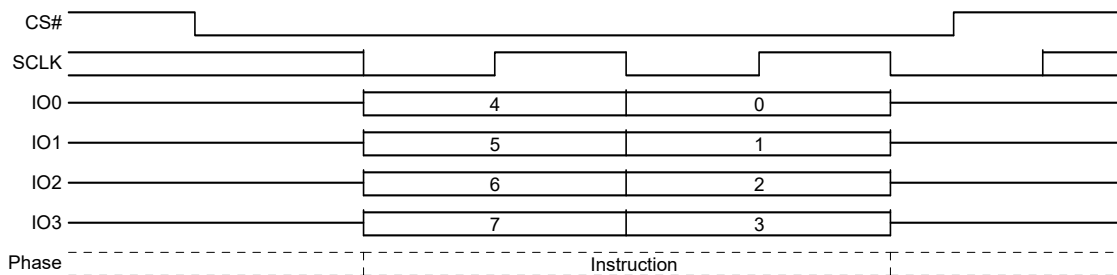 CS#
SCLK
IO0 4 0
IO1 5 1
IO2 6 2
IO3 7 3
Phase Instruction